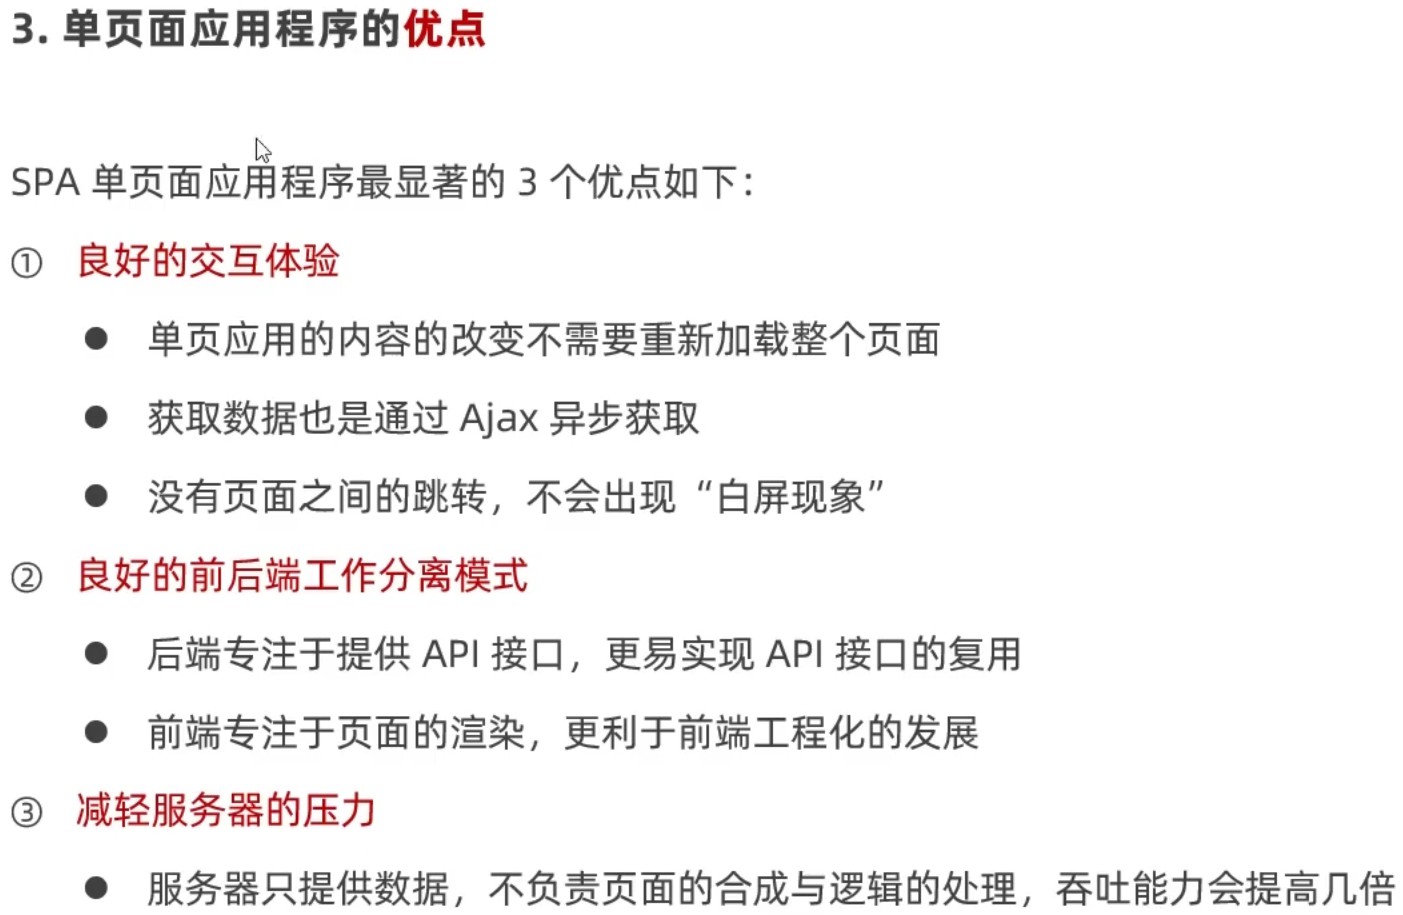 3. 单页面应用程序的优点
SPA 单页面应用程序最显著的 3 个优点如下：
① 良好的交互体验
● 单页应用的内容的改变不需要重新加载整个页面
● 获取数据也是通过 Ajax 异步获取
● 没有页面之间的跳转，不会出现“白屏现象”
② 良好的前后端工作分离模式
● 后端专注于提供 API 接口，更易实现 API 接口的复用
● 前端专注于页面的渲染，更利于前端工程化的发展
③ 减轻服务器的压力
● 服务器只提供数据，不负责页面的合成与逻辑的处理，吞吐能力会提高几倍